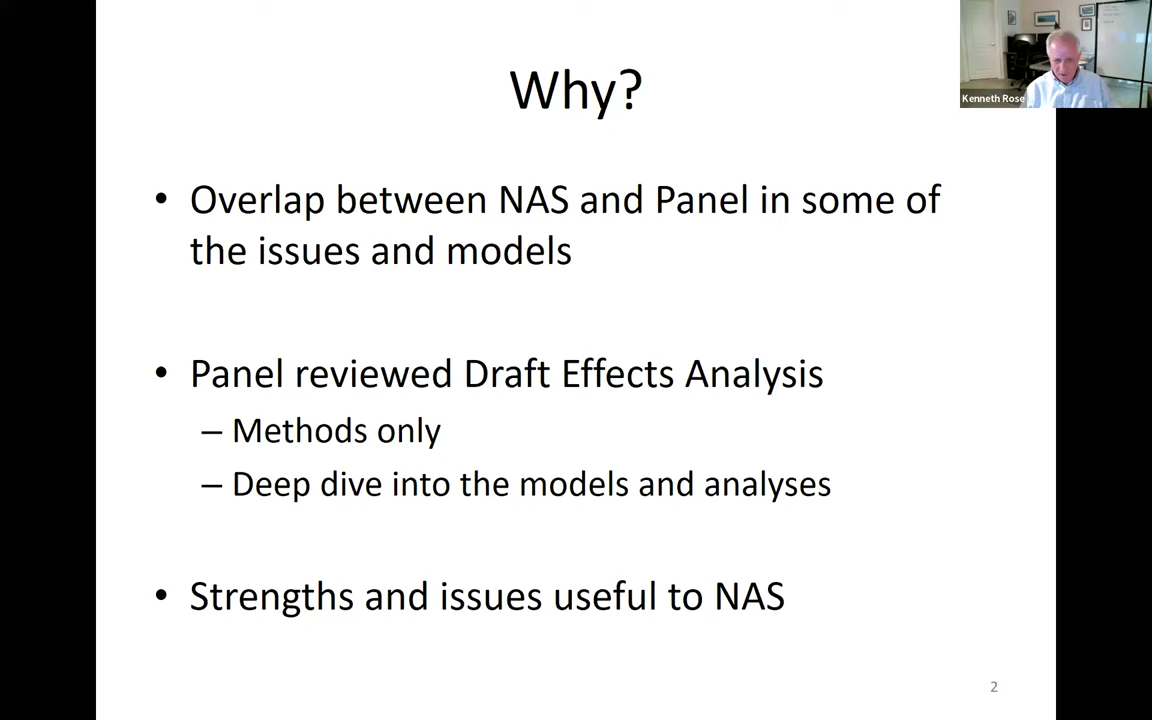 Why?
Kenneth Rose
• Overlap between NAS and Panel in some of
the issues and models
• Panel reviewed Draft Effects Analysis
– Methods only
– Deep dive into the models and analyses
• Strengths and issues useful to NAS
2